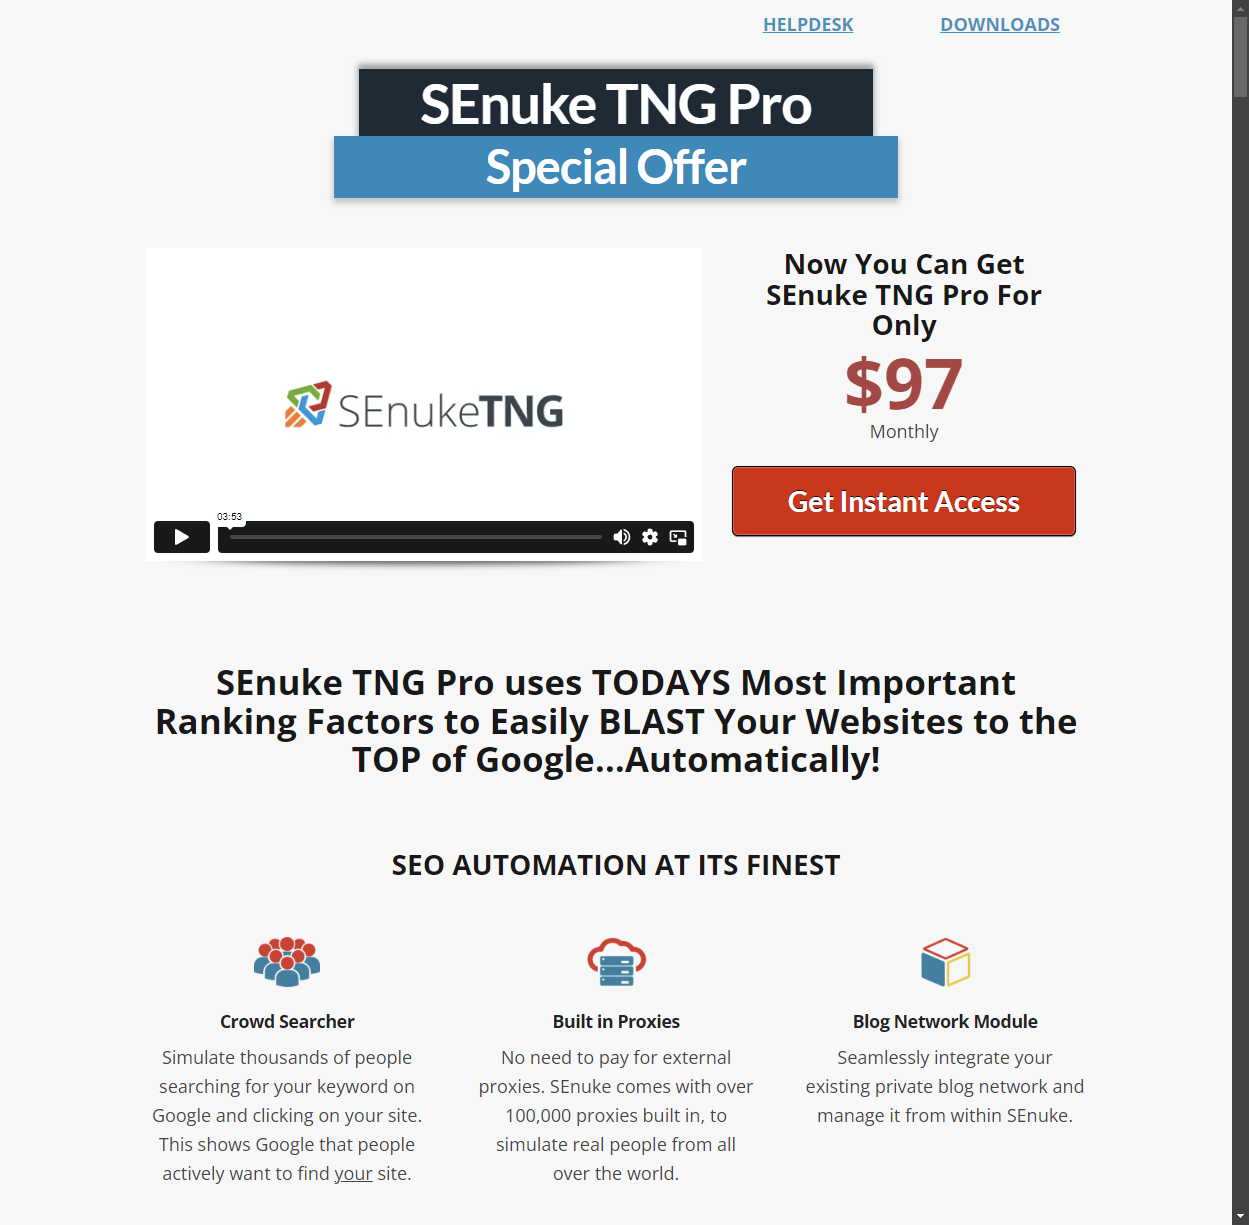 HELPDESK
DOWNLOADS
SEnuke TNG Pro
Special Offer
SEnukeTNG
03:53
Now You Can Get
SEnuke TNG Pro For
Only
$97
Monthly
Get Instant Access
SEnuke TNG Pro uses TODAYS Most Important
Ranking Factors to Easily BLAST Your Websites to the
TOP of Google...Automatically!
SEO AUTOMATION AT ITS FINEST
Crowd Searcher
Simulate thousands of people
searching for your keyword on
Google and clicking on your site.
This shows Google that people
actively want to find your site.
Built in Proxies
No need to pay for external
proxies. SEnuke comes with over
100,000 proxies built in, to
simulate real people from all
over the world.
Blog Network Module
Seamlessly integrate your
existing private blog network and
manage it from within SEnuke.